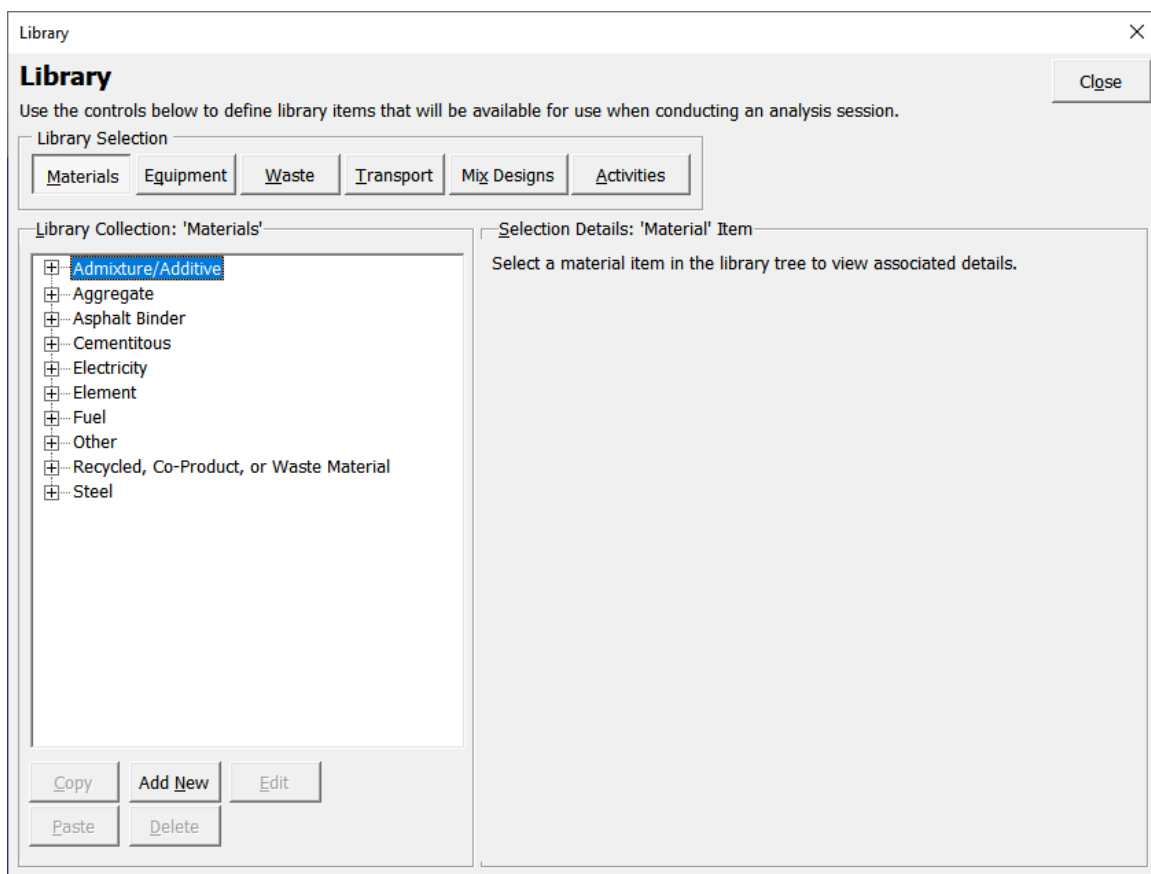 Library
Library
Close
Use the controls below to define library items that will be available for use when conducting an analysis session.
Library Selection
Materials Equipment Waste Transport Mix Designs Activities
Library Collection: 'Materials'
Admixture/Additive
Aggregate
Asphalt Binder
Cementitous
Electricity
Element
Fuel
Other
Recycled, Co-Product, or Waste Material
Steel
Copy Add New Edit
Paste Delete
Selection Details: 'Material' Item
Select a material item in the library tree to view associated details.